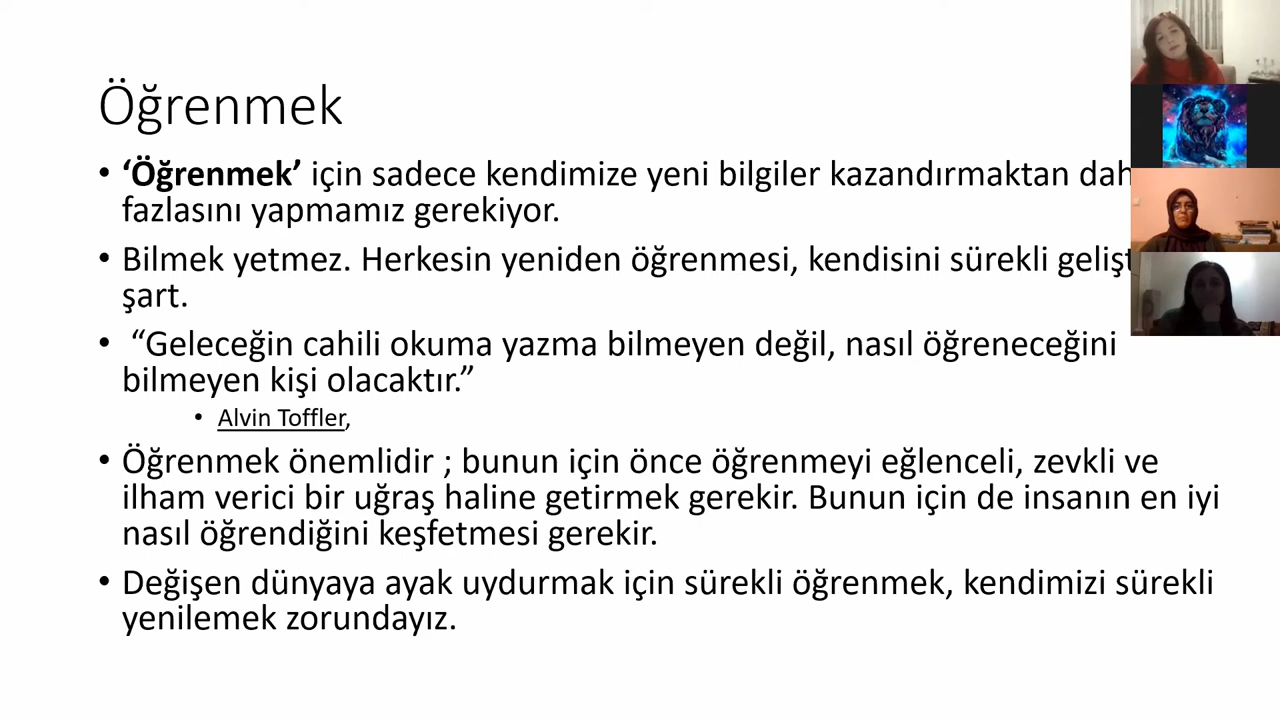 Öğrenmek
• ‘Öğrenmek’ için sadece kendimize yeni bilgiler kazandırmaktan
fazlasını yapmamız gerekiyor.
• Bilmek yetmez. Herkesin yeniden öğrenmesi, kendisini sürekli
şart.
• “Geleceğin cahili okuma yazma bilmeyen değil, nasıl öğreneceğini
bilmeyen kişi olacaktır.”
• Alvin Toffler,
• Öğrenmek önemlidir ; bunun için önce öğrenmeyi eğlenceli, zevkli ve
ilham verici bir uğraş haline getirmek gerekir. Bunun için de insanın en iyi
nasıl öğrendiğini keşfetmesi gerekir.
• Değişen dünyaya ayak uydurmak için sürekli öğrenmek, kendimizi sürekli
yenilemek zorundayız.